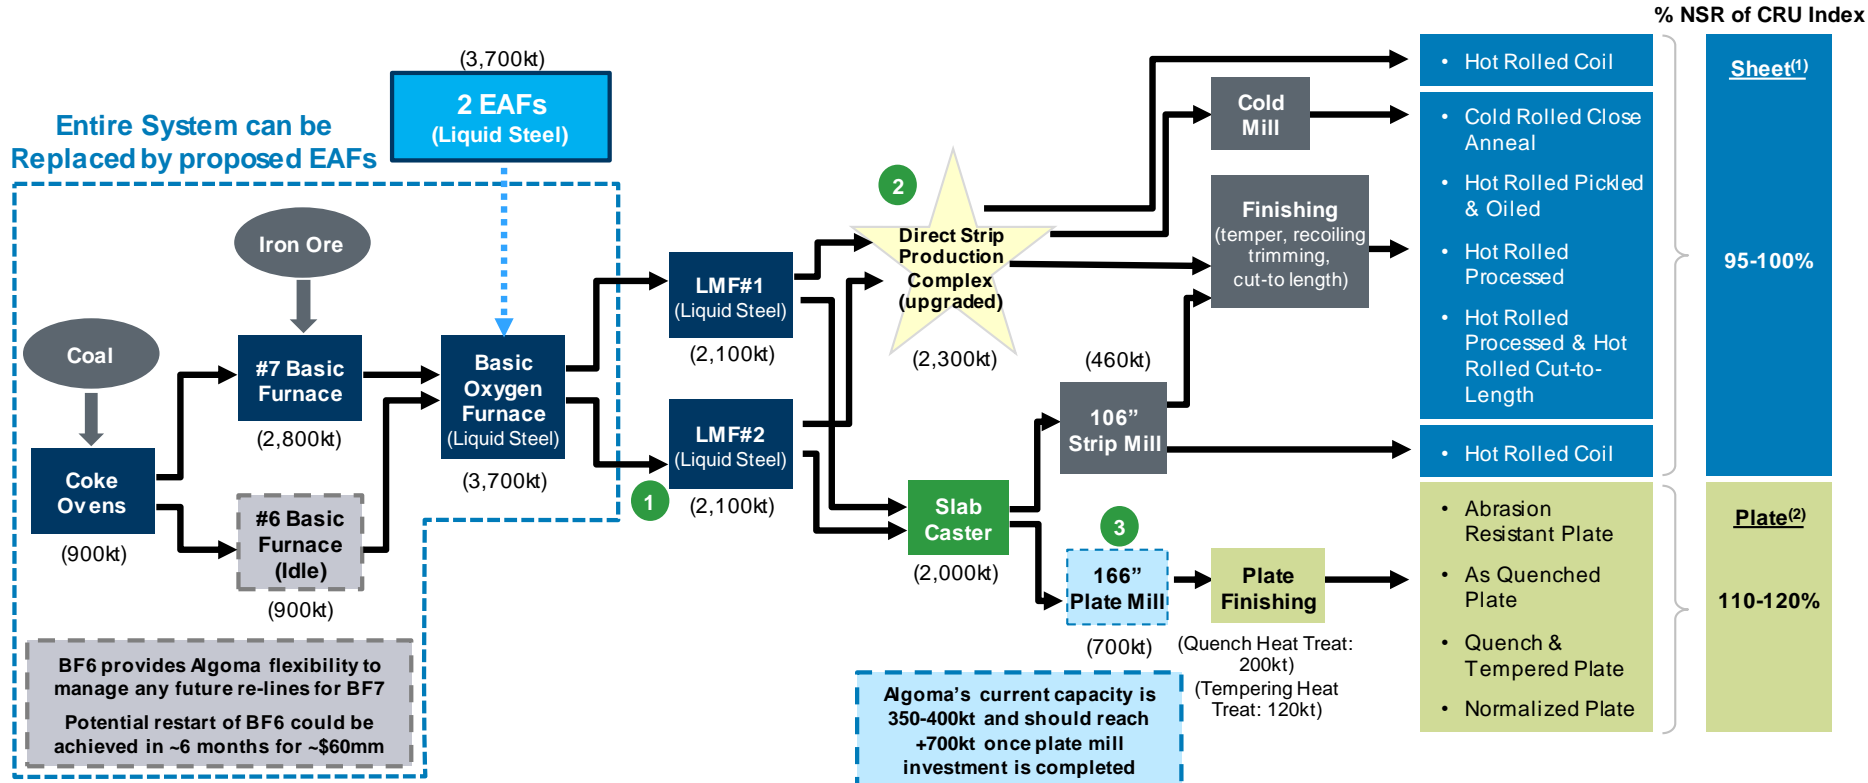 % NSR of CRU Index
(3,700kt)
2 EAFs
(Liquid Steel)
Entire System can be
Replaced by proposed EAFs
Iron Ore
Coal
#7 Basic
Furnace
(2,800kt)
Coke
Ovens
(900kt)
#6 Basic
Furnace
(Idle)
(900kt)
Basic
Oxygen
Furnace
(Liquid Steel)
(3,700kt)
BF6 provides Algoma flexibility to
manage any future re-lines for BF7
Potential restart of BF6 could be
achieved in ~6 months for ~$60mm
LMF#1
(Liquid Steel)
(2,100kt)
LMF#2
(Liquid Steel)
(2,100kt)
1
2
Direct Strip
Production
Complex
(upgraded)
(2,300kt)
Slab
Caster
(2,000kt)
Cold
Mill
Finishing
(temper, recoiling
trimming,
cut-to length)
(460kt)
106”
Strip Mill
3
166”
Plate Mill
(700kt)
Plate
Finishing
(Quench Heat Treat:
200kt)
(Tempering Heat
Treat: 120kt)
Algoma’s current capacity is
350-400kt and should reach
+700kt once plate mill
investment is completed
• Hot Rolled Coil
• Cold Rolled Close
Anneal
• Hot Rolled Pickled
& Oiled
• Hot Rolled
Processed
• Hot Rolled
Processed & Hot
Rolled Cut-to-
Length
• Hot Rolled Coil
• Abrasion
Resistant Plate
• As Quenched
Plate
• Quench &
Tempered Plate
• Normalized Plate
Sheet(1)
95-100%
Plate(2)
110-120%